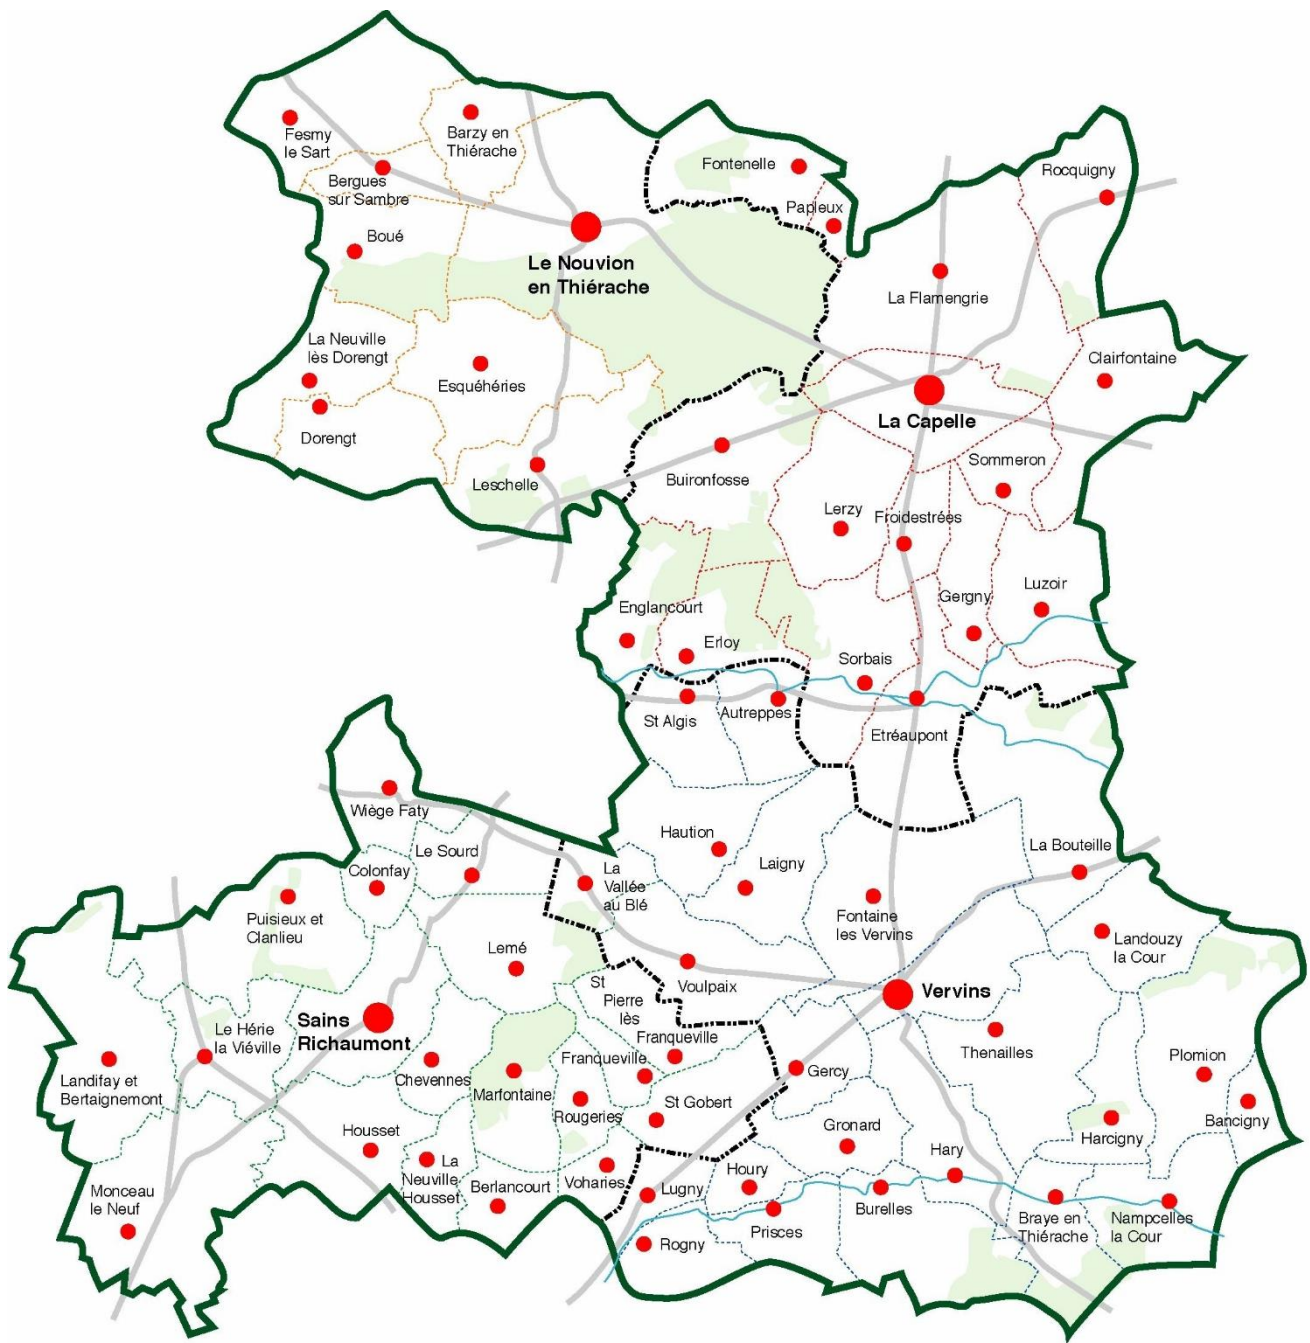 Fesmy
le Sart
Barzy en
Thiérache
Bergues
sur Sambre
Boué
Le Nouvion
en Thiérache
Fontenelle
Papleux
Rocquigny
La Flamengrie
Clairfontaine
La Neuville
lès Dorengt
Esquéhéries
Dorengt
Leschelle
La Capelle
Buironfosse
Sommeron
Lerzy
Froidestrées
Gergny
Luzoir
Englancourt
Erloy
Sorbais
St Algis
Autreppes
Etréaupont
Wiège Faty
Le Sourd
Colonfay
Puisieux et
Clanlieu
Haution
Laigny
La Bouteille
La
Vallée
au Blé
Fontaine
les Vervins
Landouzy
la Cour
Lemé
Voulpaix
Vervins
St
Pierre
lès
Franqueville
Sains
Richaumont
Le Hérie
la Viéville
Landifay et
Bertaignemont
Chevennes
Marfontaine
Franqueville
Rougeries
St Gobert
Gercy
Thenailles
Plomion
Bancigny
Harcigny
Housset
La
Neuville
Housset
Berlancourt
Voharies
Gronard
Hary
Houry
Lugny
Burelles
Prisces
Rogny
Braye en
Thiérache
Nampcelles
la Cour
Monceau
le Neuf